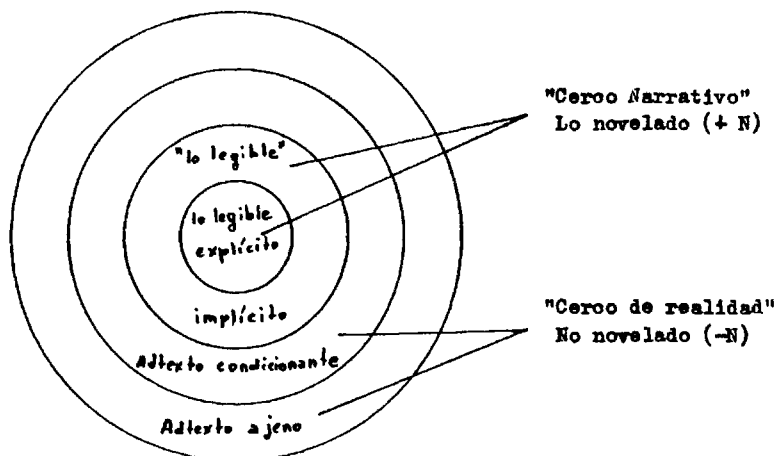 "lo legible"
lo legible
explícito
implícito
Adtexto condicionante
Adtexto ajeno
"Cerco Narrativo"
Lo novelado (+ N)
"Cerco de realidad"
No novelado (-N)